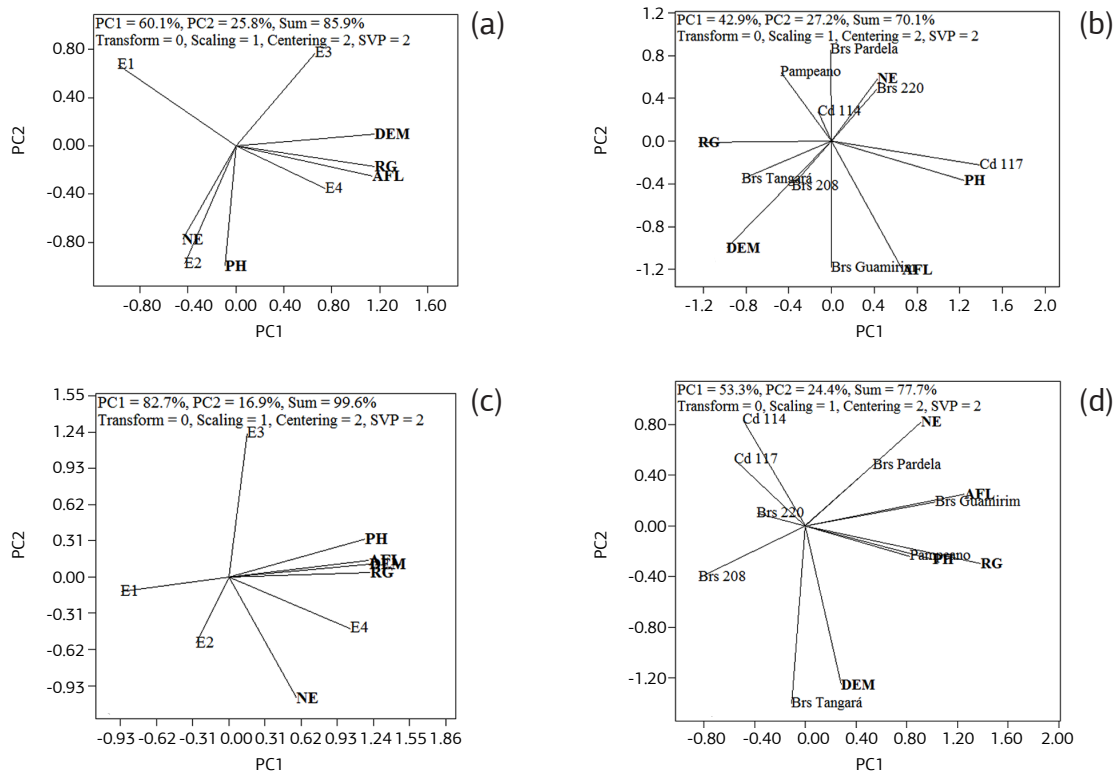 (a)
PC1 = 60.1%, PC2 = 25.8%, Sum = 85.9%
Transform = 0, Scaling = 1, Centering = 2, SVP = 2
E3
E1
DEM
RG
AFL
E4
NE
E2
PH
0.80
0.40
0.00
-0.40
-0.80
PC2
-0.80
-0.40
0.00
0.40
0.80
1.20
1.60
PC1
(b)
PC1 = 42.9%, PC2 = 27.2%, Sum = 70.1%
Transform = 0, Scaling = 1, Centering = 2, SVP = 2
Brs Pardela
Pampeano
NE
Brs 220
Cd 114
RG
Cd 117
PH
Brs Tangará
Brs 208
DEM
Brs Guamirim
AFL
1.2
0.8
0.4
0.0
-0.4
-0.8
-1.2
PC2
-1.2
-0.8
-0.4
0.0
0.4
0.8
1.2
1.6
2.0
PC1
(c)
PC1 = 82.7%, PC2 = 16.9%, Sum = 99.6%
Transform = 0, Scaling = 1, Centering = 2, SVP = 2
E3
PH
AFL
DEM
RG
E1
E4
E2
NE
1.55
1.24
0.93
0.62
0.31
0.00
-0.31
-0.62
-0.93
PC2
-0.93
-0.62
-0.31
0.00
0.31
0.62
0.93
1.24
1.55
1.86
PC1
(d)
PC1 = 53.3%, PC2 = 24.4%, Sum = 77.7%
Transform = 0, Scaling = 1, Centering = 2, SVP = 2
Cd 114
NE
Cd 117
Brs Pardela
AFL
Brs Guamirim
Brs 220
Pampeano
PH
RG
Brs 208
DEM
Brs Tangará
0.80
0.40
0.00
-0.40
-0.80
-1.20
PC2
-0.80
-0.40
0.00
0.40
0.80
1.20
1.60
2.00
PC1